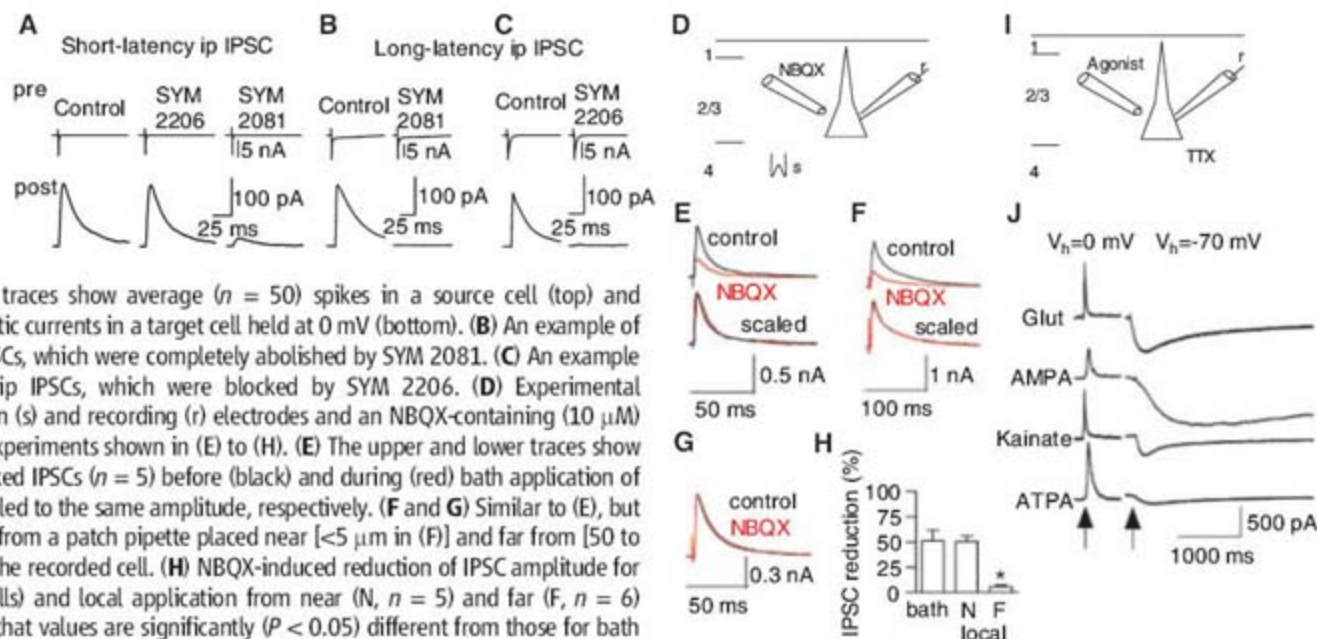 A
Short-latency ip IPSC
B
C
Long-latency ip IPSC
pre
Control
SYM
2206
SYM
2081
5 nA
Control
SYM
2081
5 nA
Control
SYM
2206
5 nA
post
100 pA
25 ms
100 pA
25 ms
100 pA
traces show average (n = 50) spikes in a source cell (top) and
tic currents in a target cell held at 0 mV (bottom). (B) An example of
SCs, which were completely abolished by SYM 2081. (C) An example
ip IPSCs, which were blocked by SYM 2206. (D) Experimental
n (s) and recording (r) electrodes and an NBQX-containing (10 μM)
xperiments shown in (E) to (H). (E) The upper and lower traces show
ked IPSCs (n = 5) before (black) and during (red) bath application of
led to the same amplitude, respectively. (F and G) Similar to (E), but
from a patch pipette placed near [<5 μm in (F)] and far from [50 to
he recorded cell. (H) NBQX-induced reduction of IPSC amplitude for
lls) and local application from near (N, n = 5) and far (F, n = 6)
that values are significantly (P < 0.05) different from those for bath
D
1
2/3
4
NBQX
r
s
E
control
NBQX
scaled
0.5 nA
50 ms
F
control
NBQX
scaled
1 nA
100 ms
G
control
NBQX
0.3 nA
50 ms
H
IPSC reduction (%)
100
75
50
25
0
*
bath N F
local
I
1
2/3
4
Agonist
r
TTX
J
Vh=0 mV Vh=-70 mV
Glut
AMPA
Kainate
ATPA
500 pA
1000 ms